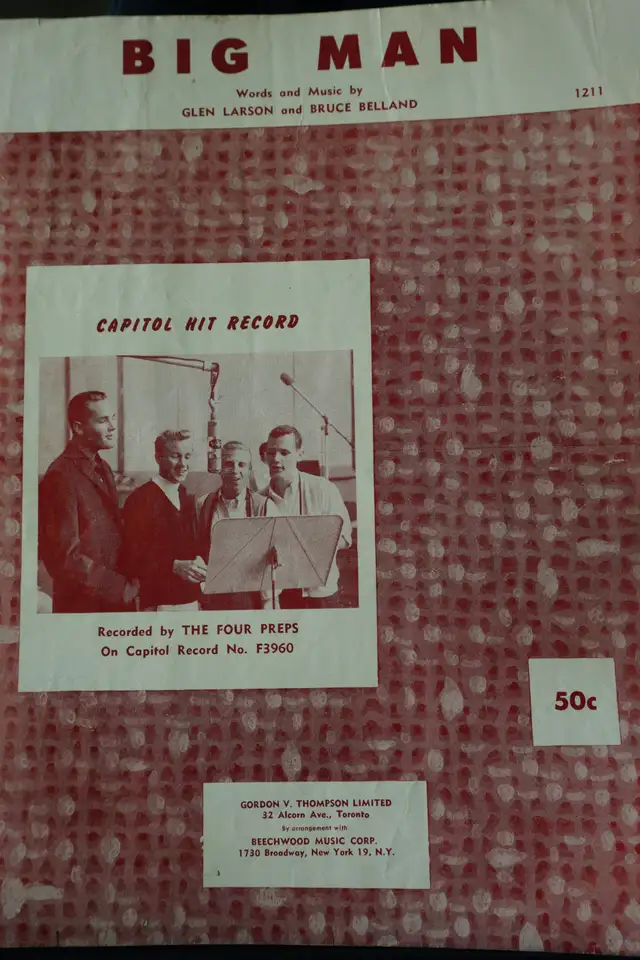 BIG MAN
Words and Music by
GLEN LARSON and BRUCE BELLAND
1211
CAPITOL HIT RECORD
Recorded by THE FOUR PREPS
On Capitol Record No. F3960
50c
GORDON V. THOMPSON LIMITED
32 Alcorn Ave., Toronto
By arrangement with
BEECHWOOD MUSIC CORP.
1730 Broadway, New York 19, N.Y.